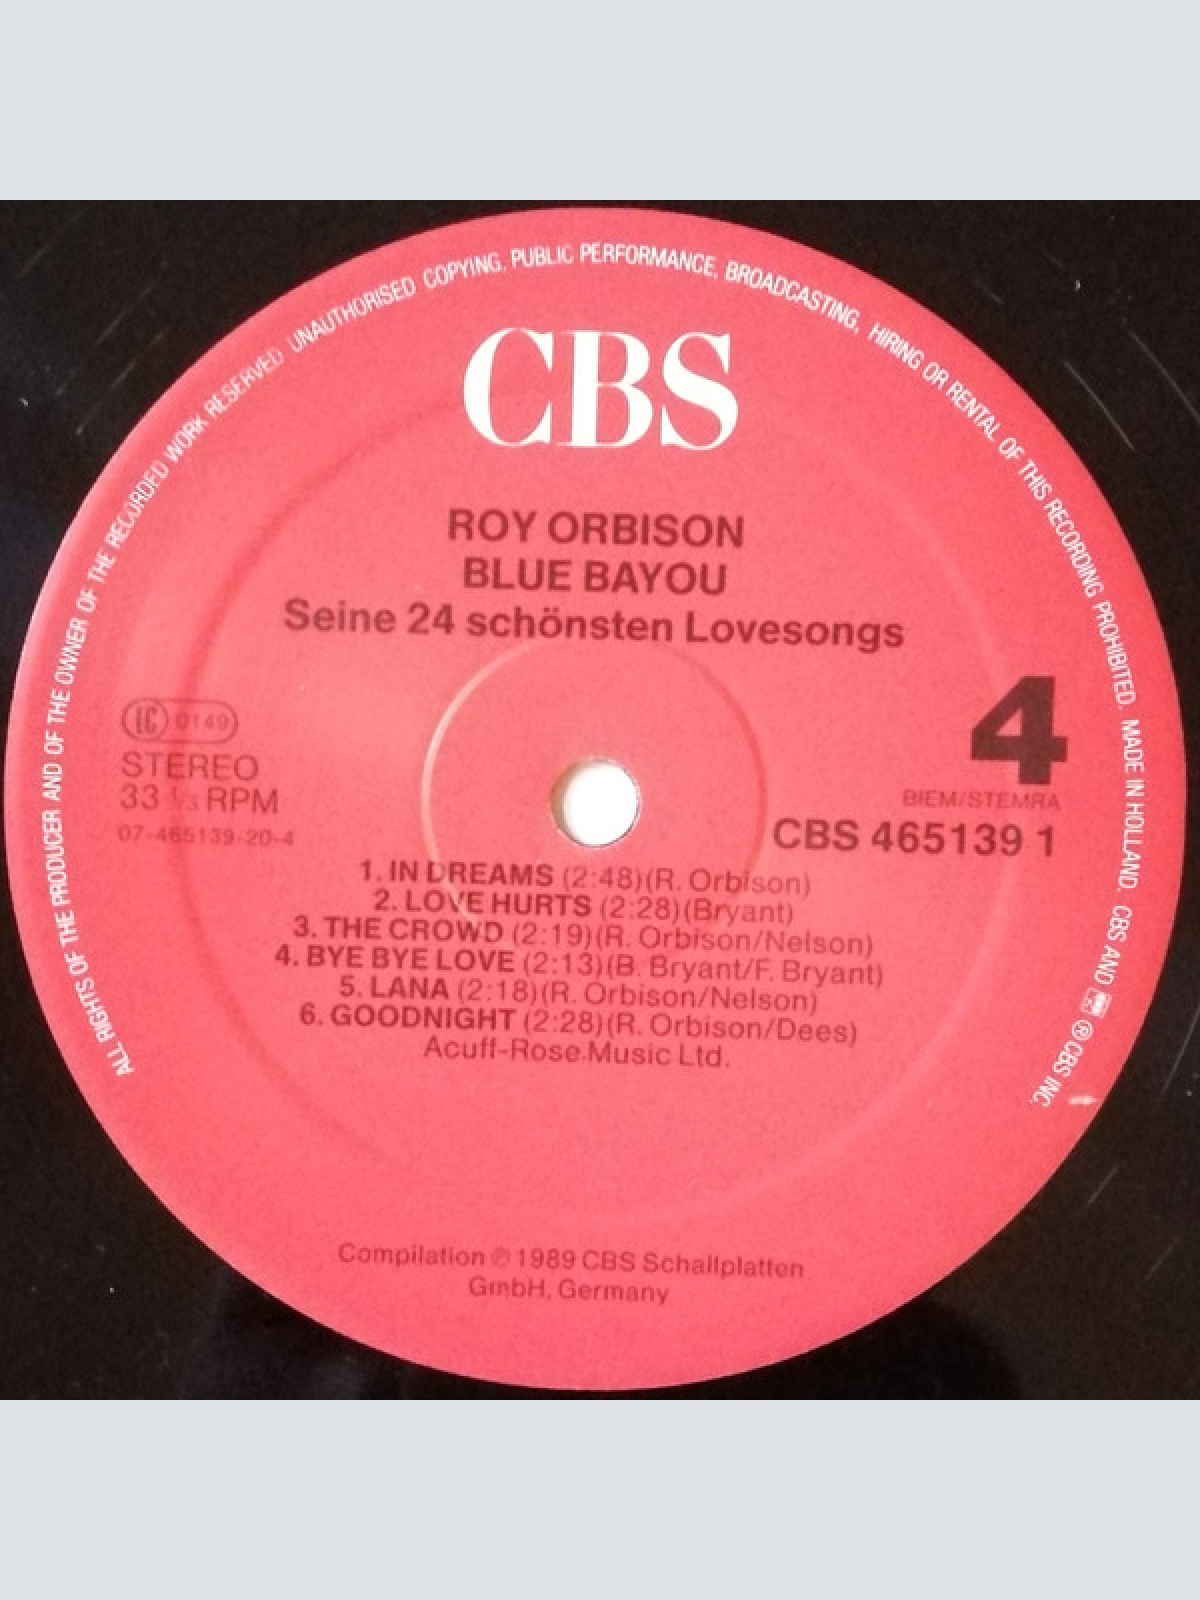 ALL RIGHTS OF THE PRODUCER AND OF THE OWNER OF THE RECORDED WORK RESERVED UNAUTHORISED COPYING, PUBLIC PERFORMANCE, BROADCASTING, HIRING OR RENTAL OF THIS RECORDING PROHIBITED. MADE IN HOLLAND. CBS AND ℗ CBS INC.
CBS
ROY ORBISON
BLUE BAYOU
Seine 24 schönsten Lovesongs
LC 0149
STEREO
33 1/3 RPM
07-465139-20-4
4
BIEM/STEMRA
CBS 465139 1
1. IN DREAMS (2:48)(R. Orbison)
2. LOVE HURTS (2:28)(Bryant)
3. THE CROWD (2:19)(R. Orbison/Nelson)
4. BYE BYE LOVE (2:13)(B. Bryant/F. Bryant)
5. LANA (2:18)(R. Orbison/Nelson)
6. GOODNIGHT (2:28)(R. Orbison/Dees)
Acuff-Rose Music Ltd.
Compilation ℗ 1989 CBS Schallplatten
GmbH, Germany